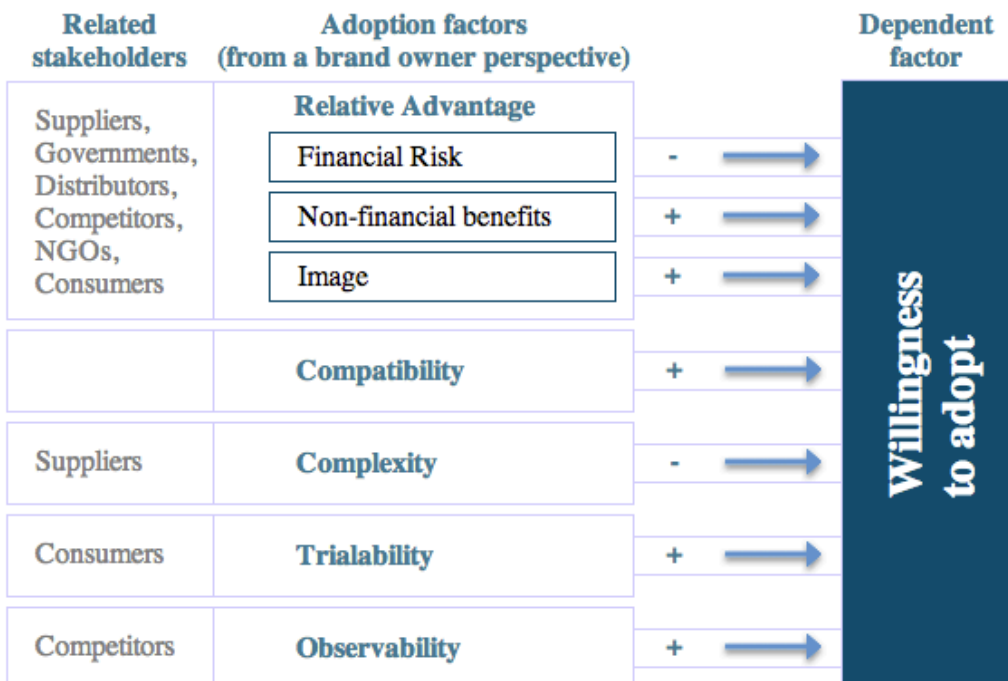 Related
stakeholders
Adoption factors
(from a brand owner perspective)
Dependent
factor
Suppliers,
Governments,
Distributors,
Competitors,
NGOs,
Consumers
Relative Advantage
Financial Risk
-
Non-financial benefits
+
Image
+
Compatibility
+
Suppliers
Complexity
-
Consumers
Trialability
+
Competitors
Observability
+
Willingness
to adopt